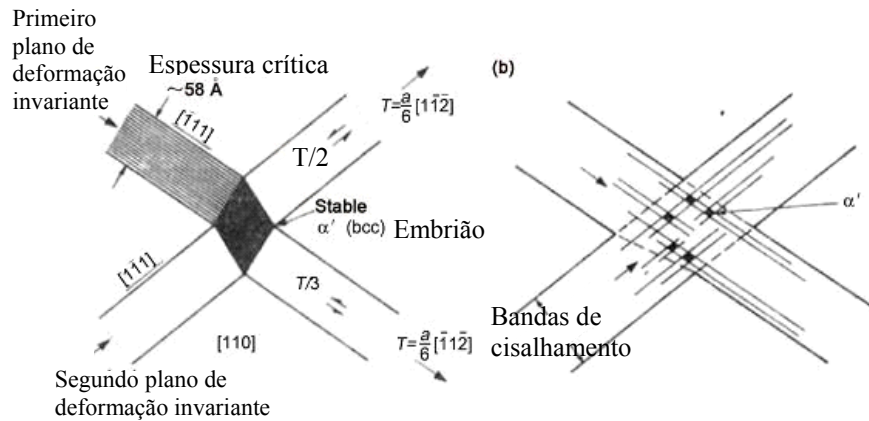 Primeiro
plano de
deformação
invariante
Espessura crítica
~58 Å
[1̄11]
T=a/6[11̄2̄]
T/2
Stable
α' (bcc) Embrião
[11̄1]
T/3
[110]
T=a/6[1̄12̄]
Segundo plano de
deformação invariante
(b)
α'
Bandas de
cisalhamento